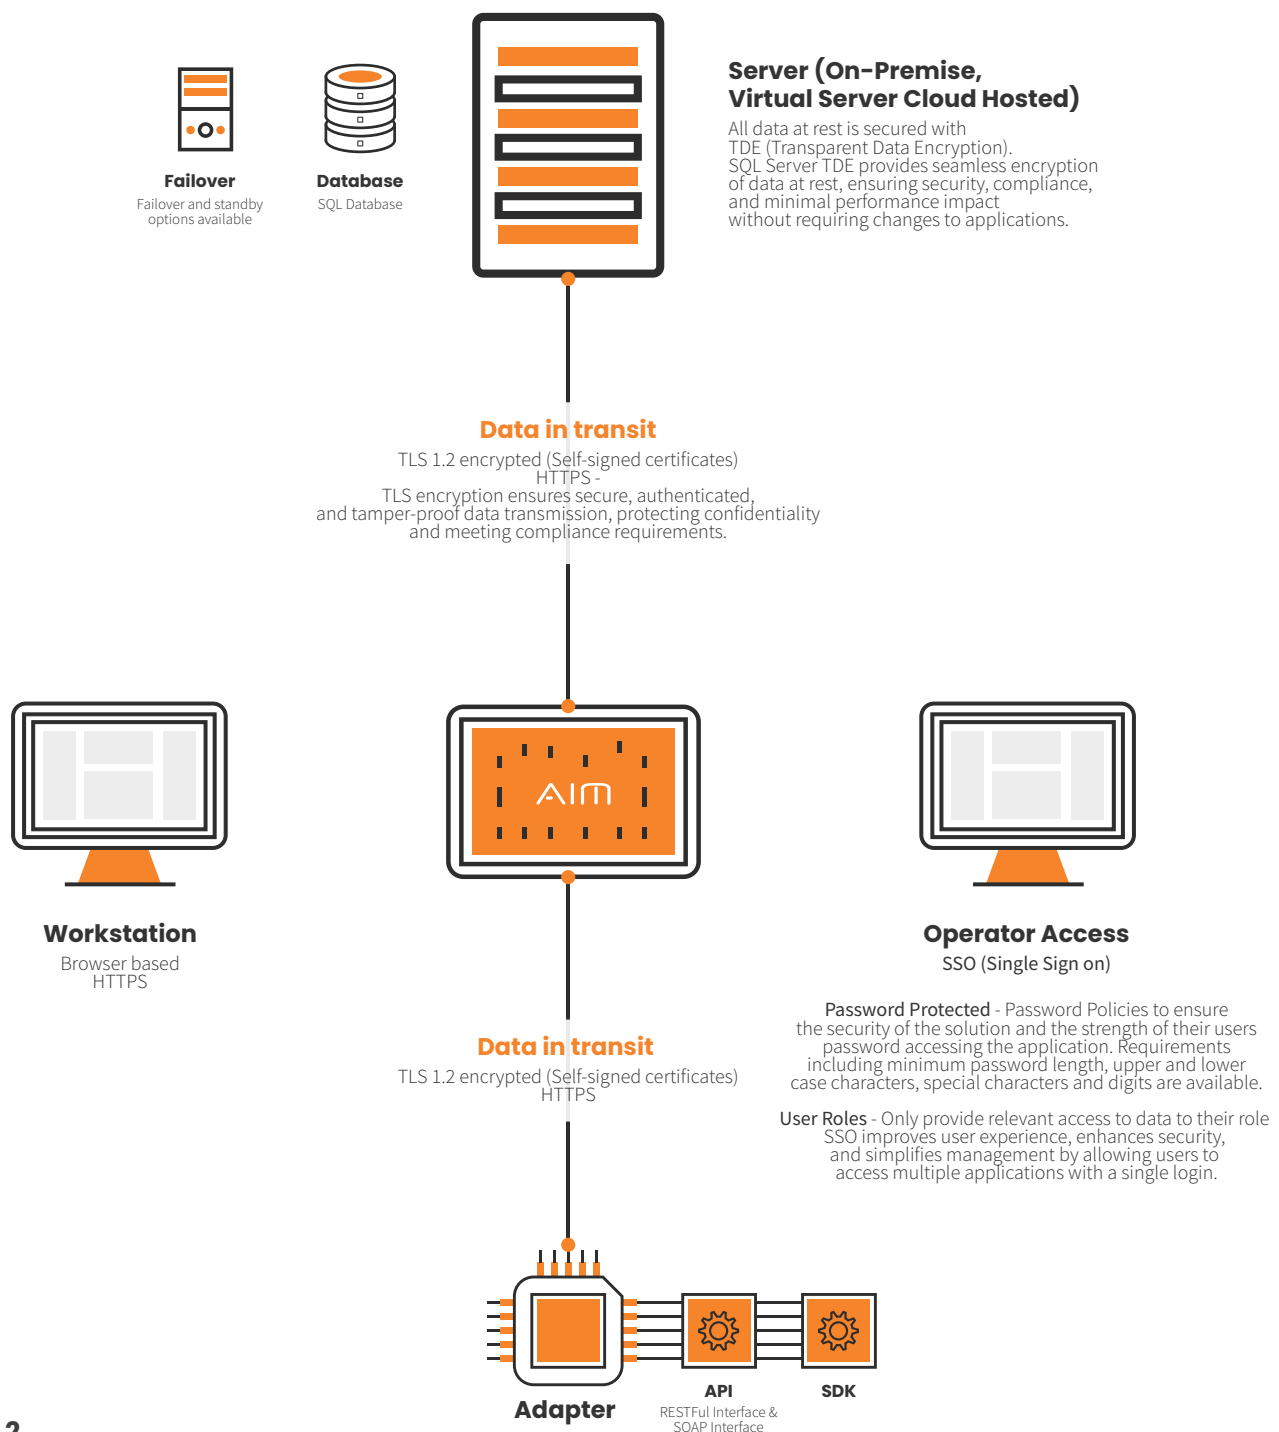 Server (On-Premise,
Virtual Server Cloud Hosted)
All data at rest is secured with
TDE (Transparent Data Encryption).
SQL Server TDE provides seamless encryption
of data at rest, ensuring security, compliance,
and minimal performance impact
without requiring changes to applications.
Failover
Failover and standby
options available
Database
SQL Database
Data in transit
TLS 1.2 encrypted (Self-signed certificates)
HTTPS -
TLS encryption ensures secure, authenticated,
and tamper-proof data transmission, protecting confidentiality
and meeting compliance requirements.
AIM
Workstation
Browser based
HTTPS
Operator Access
SSO (Single Sign on)
Password Protected - Password Policies to ensure
the security of the solution and the strength of their users
password accessing the application. Requirements
including minimum password length, upper and lower
case characters, special characters and digits are available.
User Roles - Only provide relevant access to data to their role
SSO improves user experience, enhances security,
and simplifies management by allowing users to
access multiple applications with a single login.
Data in transit
TLS 1.2 encrypted (Self-signed certificates)
HTTPS
Adapter
API
RESTFul Interface &
SOAP Interface
SDK
2